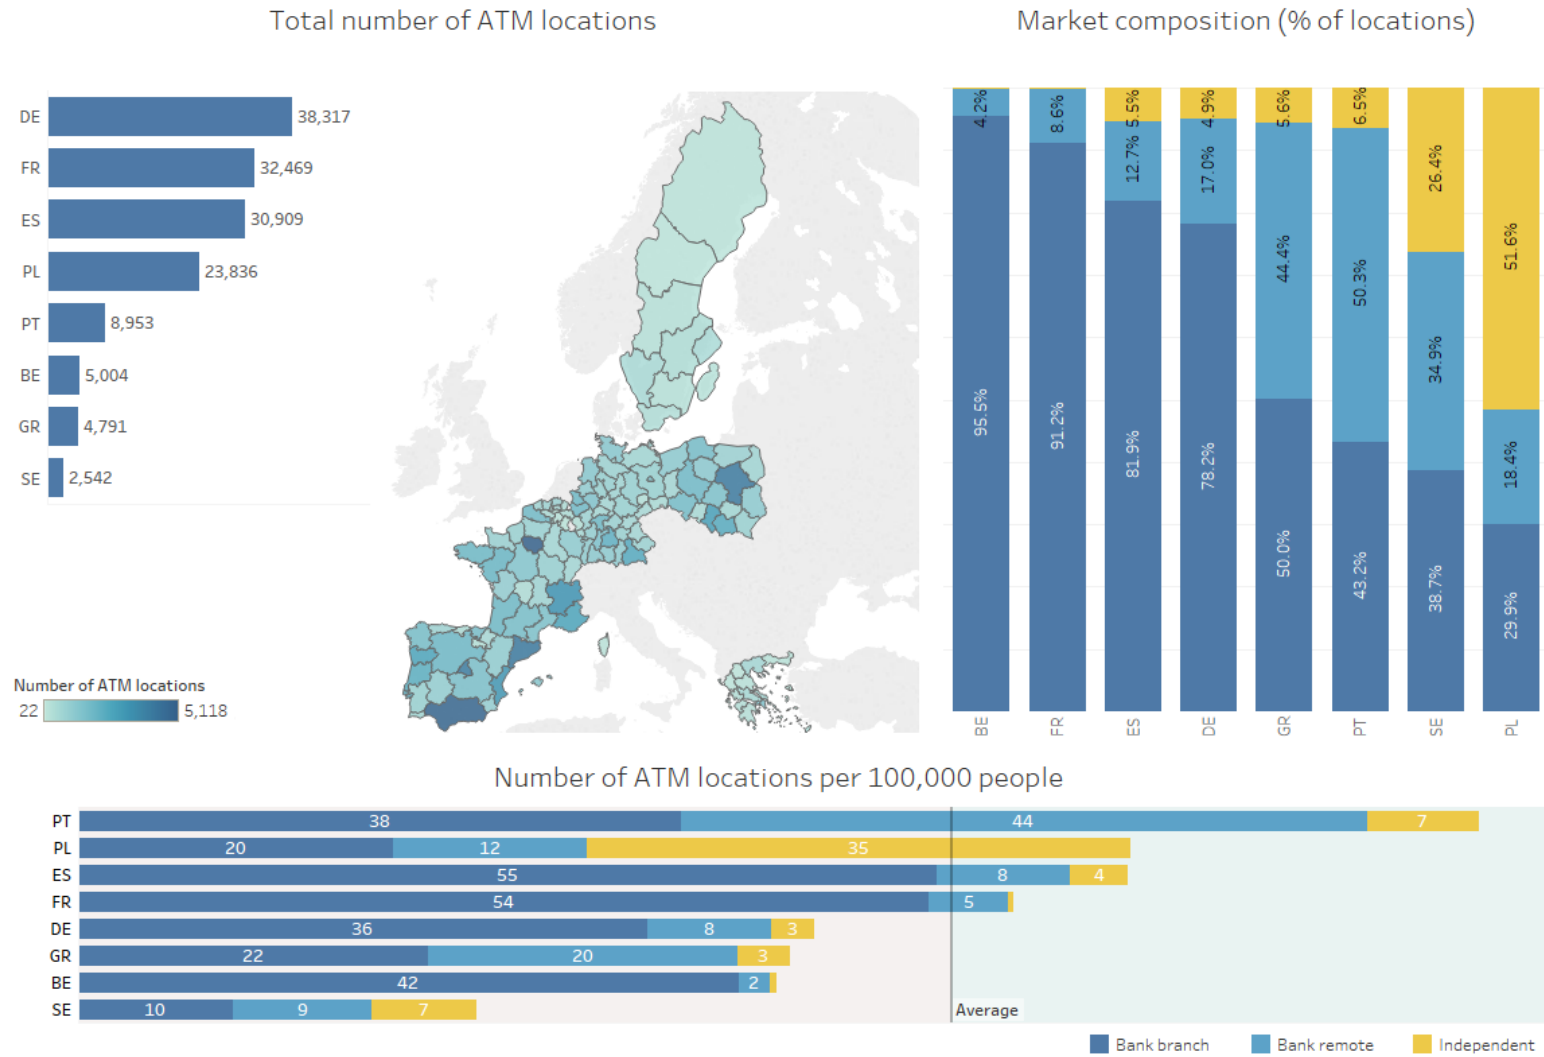 Total number of ATM locations
DE 38,317
FR 32,469
ES 30,909
PL 23,836
PT 8,953
BE 5,004
GR 4,791
SE 2,542
Number of ATM locations
22 5,118
Market composition (% of locations)
4.2% 8.6% 5.5% 4.9% 5.6% 6.5% 26.4% 51.6%
12.7% 17.0% 44.4% 50.3% 34.9% 18.4%
95.5% 91.2% 81.9% 78.2% 50.0% 43.2% 38.7% 29.9%
BE FR ES DE GR PT SE PL
Number of ATM locations per 100,000 people
PT 38 44 7
PL 20 12 35
ES 55 8 4
FR 54 5
DE 36 8 3
GR 22 20 3
BE 42 2
SE 10 9 7
Average
Bank branch Bank remote Independent